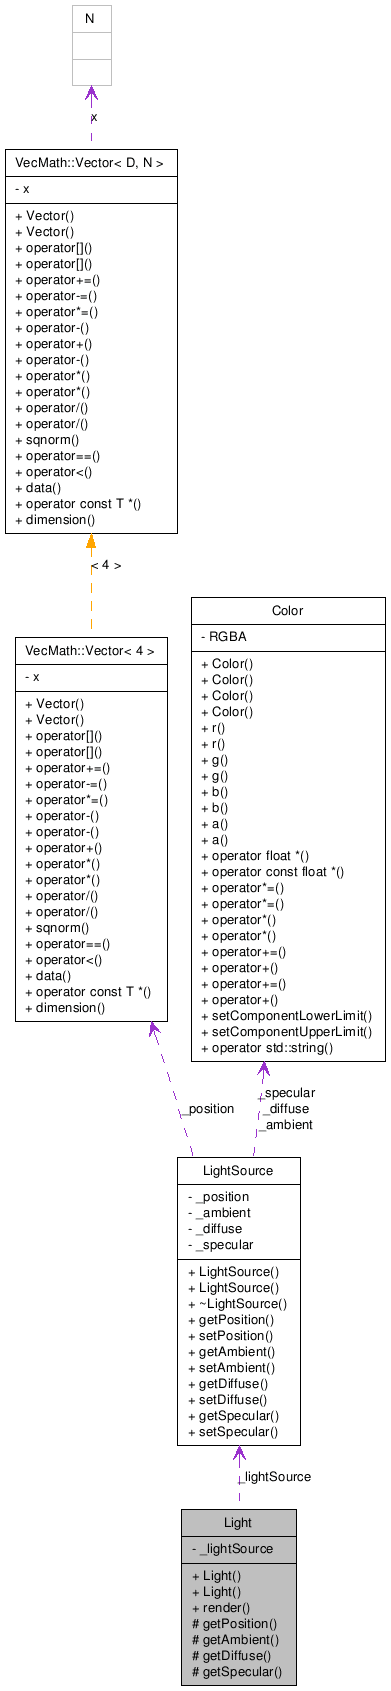 N
x
VecMath::Vector< D, N >
- x
+ Vector()
+ Vector()
+ operator[]()
+ operator[]()
+ operator+=()
+ operator-=()
+ operator*=()
+ operator-()
+ operator+()
+ operator-()
+ operator*()
+ operator*()
+ operator/()
+ operator/()
+ sqnorm()
+ operator==()
+ operator<()
+ data()
+ operator const T *()
+ dimension()
< 4 >
VecMath::Vector< 4 >
- x
+ Vector()
+ Vector()
+ operator[]()
+ operator[]()
+ operator+=()
+ operator-=()
+ operator*=()
+ operator-()
+ operator-()
+ operator+()
+ operator*()
+ operator*()
+ operator/()
+ operator/()
+ sqnorm()
+ operator==()
+ operator<()
+ data()
+ operator const T *()
+ dimension()
Color
- RGBA
+ Color()
+ Color()
+ Color()
+ Color()
+ r()
+ r()
+ g()
+ g()
+ b()
+ b()
+ a()
+ a()
+ operator float *()
+ operator const float *()
+ operator*=()
+ operator*=()
+ operator*()
+ operator*()
+ operator+=()
+ operator+()
+ operator+=()
+ operator+()
+ setComponentLowerLimit()
+ setComponentUpperLimit()
+ operator std::string()
_position
_specular
_diffuse
_ambient
LightSource
- _position
- _ambient
- _diffuse
- _specular
+ LightSource()
+ LightSource()
+ ~LightSource()
+ getPosition()
+ setPosition()
+ getAmbient()
+ setAmbient()
+ getDiffuse()
+ setDiffuse()
+ getSpecular()
+ setSpecular()
_lightSource
Light
- _lightSource
+ Light()
+ Light()
+ render()
# getPosition()
# getAmbient()
# getDiffuse()
# getSpecular()